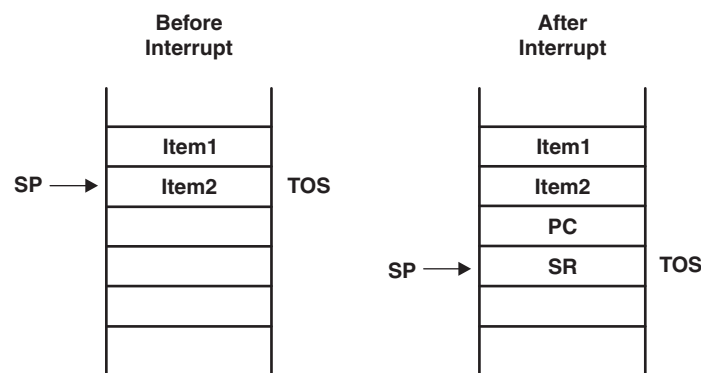 Before
Interrupt
Item1
SP
Item2
TOS
After
Interrupt
Item1
Item2
PC
SP
SR
TOS